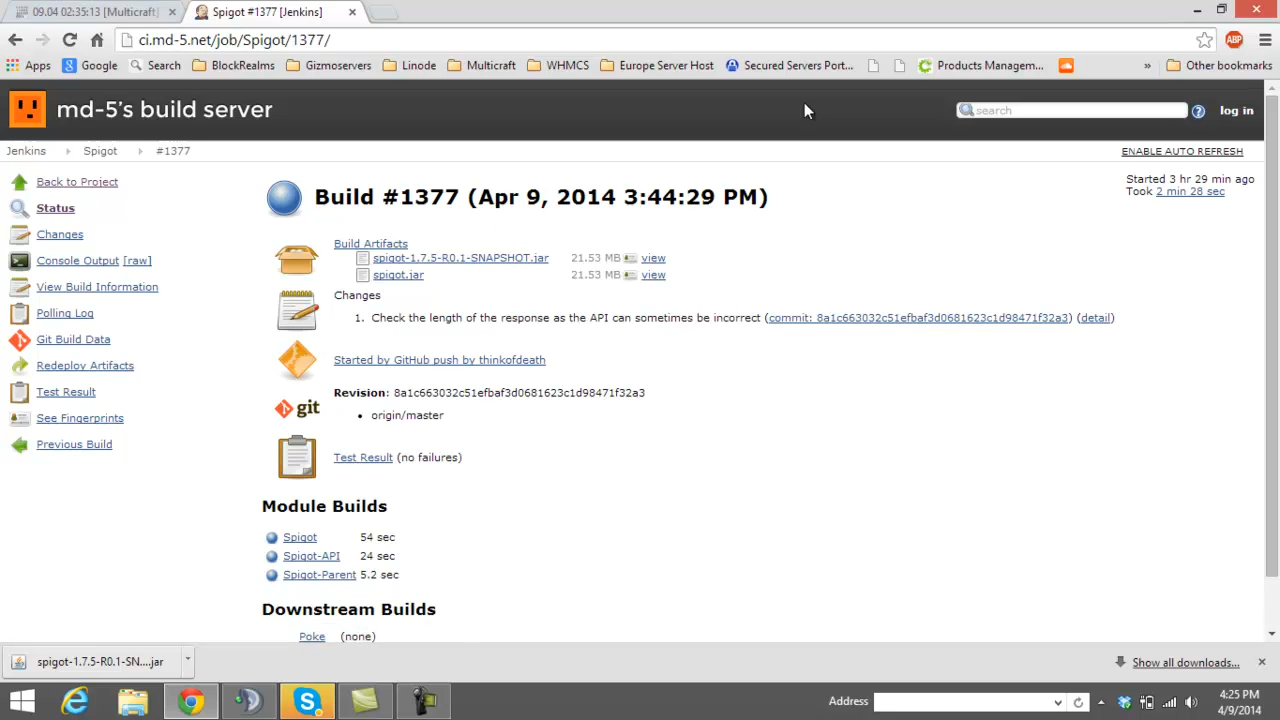 09.04 02:35:13 [Multicraft]
Spigot #1377 [Jenkins]
ci.md-5.net/job/Spigot/1377/
ABP
Apps
Google
Search
BlockRealms
Gizmoservers
Linode
Multicraft
WHMCS
Europe Server Host
Secured Servers Port...
Products Managem...
»
Other bookmarks
md-5's build server
search
log in
Jenkins
Spigot
#1377
ENABLE AUTO REFRESH
Back to Project
Status
Changes
Console Output [raw]
View Build Information
Polling Log
Git Build Data
Redeploy Artifacts
Test Result
See Fingerprints
Previous Build
Build #1377 (Apr 9, 2014 3:44:29 PM)
Started 3 hr 29 min ago
Took 2 min 28 sec
Build Artifacts
spigot-1.7.5-R0.1-SNAPSHOT.jar 21.53 MB view
spigot.jar 21.53 MB view
Changes
1. Check the length of the response as the API can sometimes be incorrect (commit: 8a1c663032c51efbaf3d0681623c1d98471f32a3) (detail)
Started by GitHub push by thinkofdeath
git
Revision: 8a1c663032c51efbaf3d0681623c1d98471f32a3
• origin/master
Test Result (no failures)
Module Builds
Spigot 54 sec
Spigot-API 24 sec
Spigot-Parent 5.2 sec
Downstream Builds
Poke (none)
spigot-1.7.5-R0.1-SN....jar
Show all downloads...
Address
4:25 PM
4/9/2014